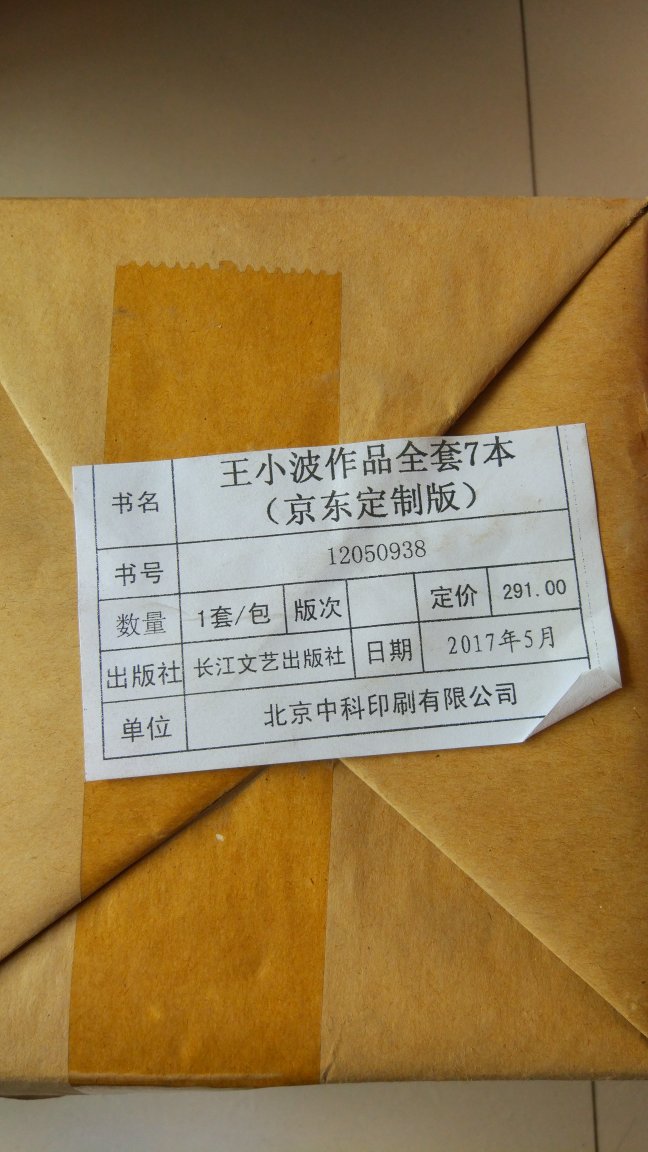 书名 王小波作品全套7本
（京东定制版）
书号 12050938
数量 1套/包 版次 定价 291.00
出版社 长江文艺出版社 日期 2017年5月
单位 北京中科印刷有限公司